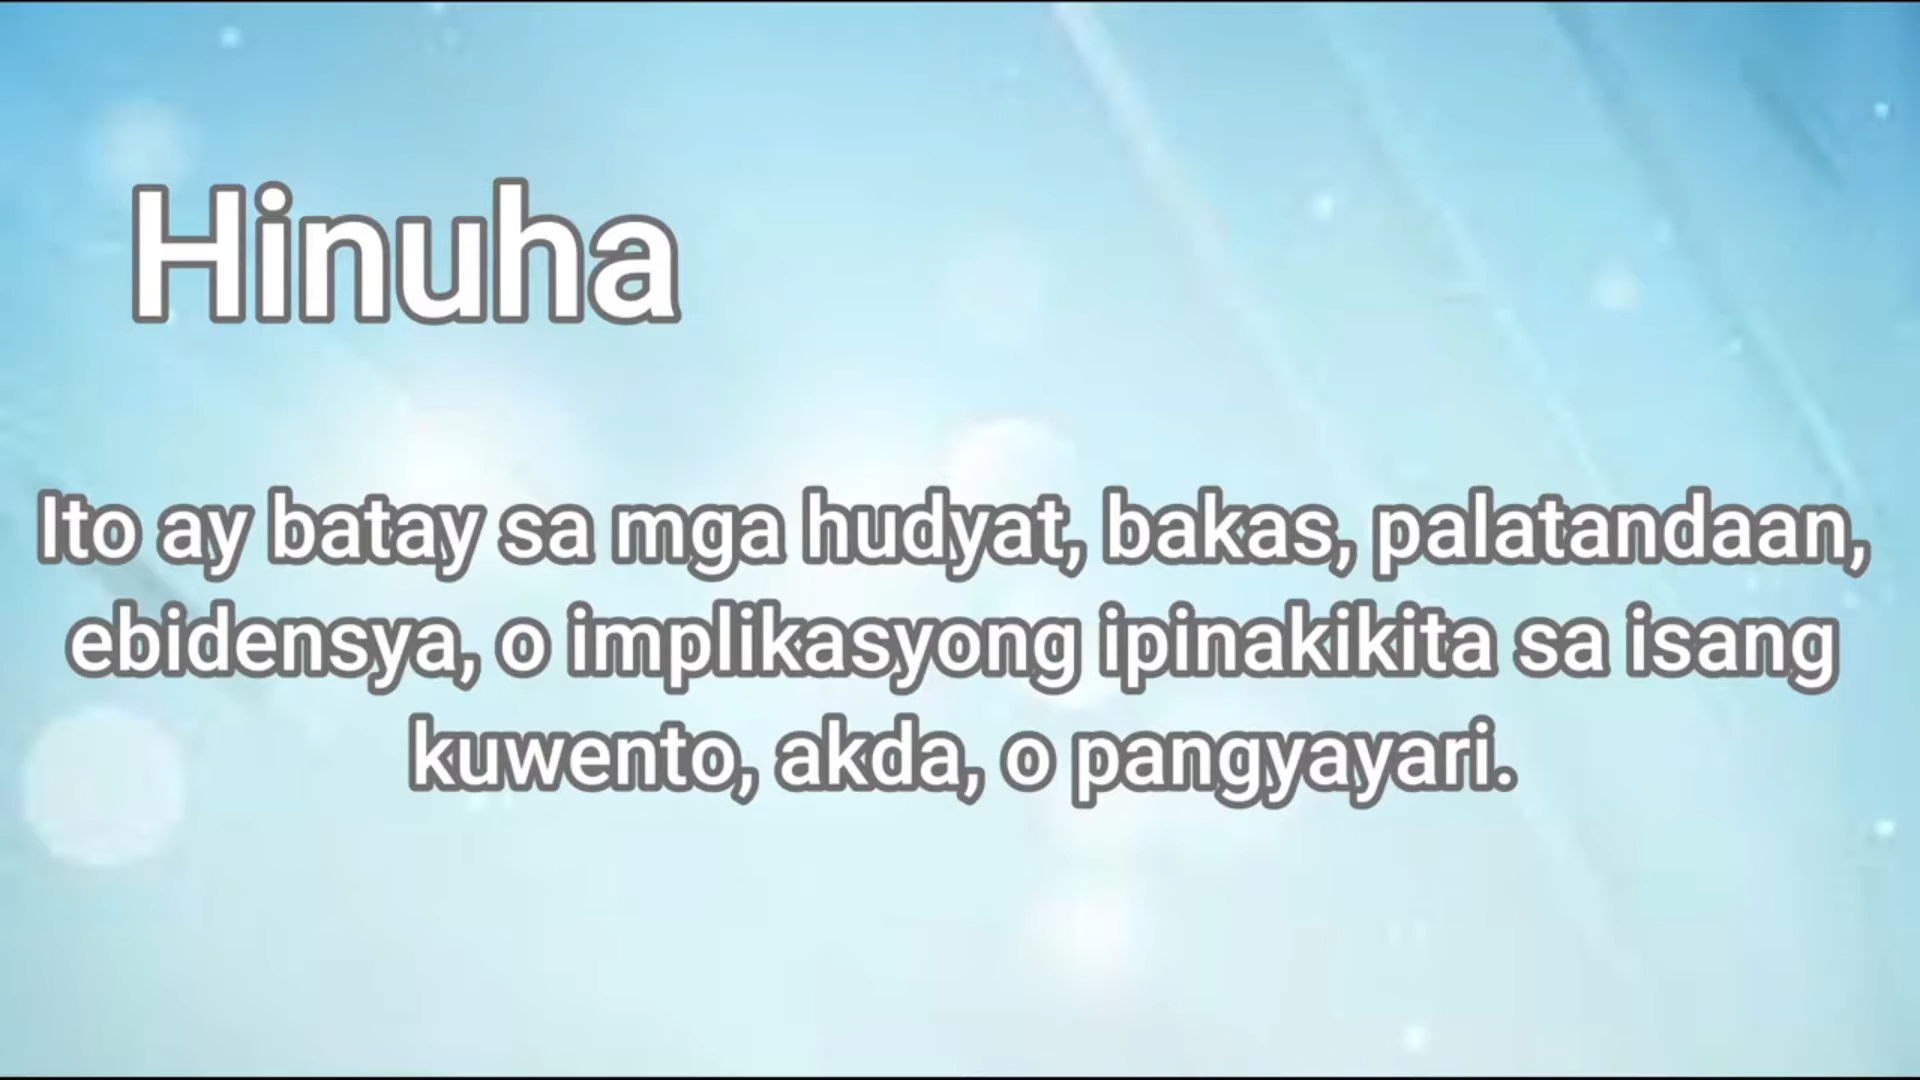 Hinuha
Ito ay batay sa mga hudyat, bakas, palatandaan,
ebidensya, o implikasyong ipinakikita sa isang
kuwento, akda, o pangyayari.